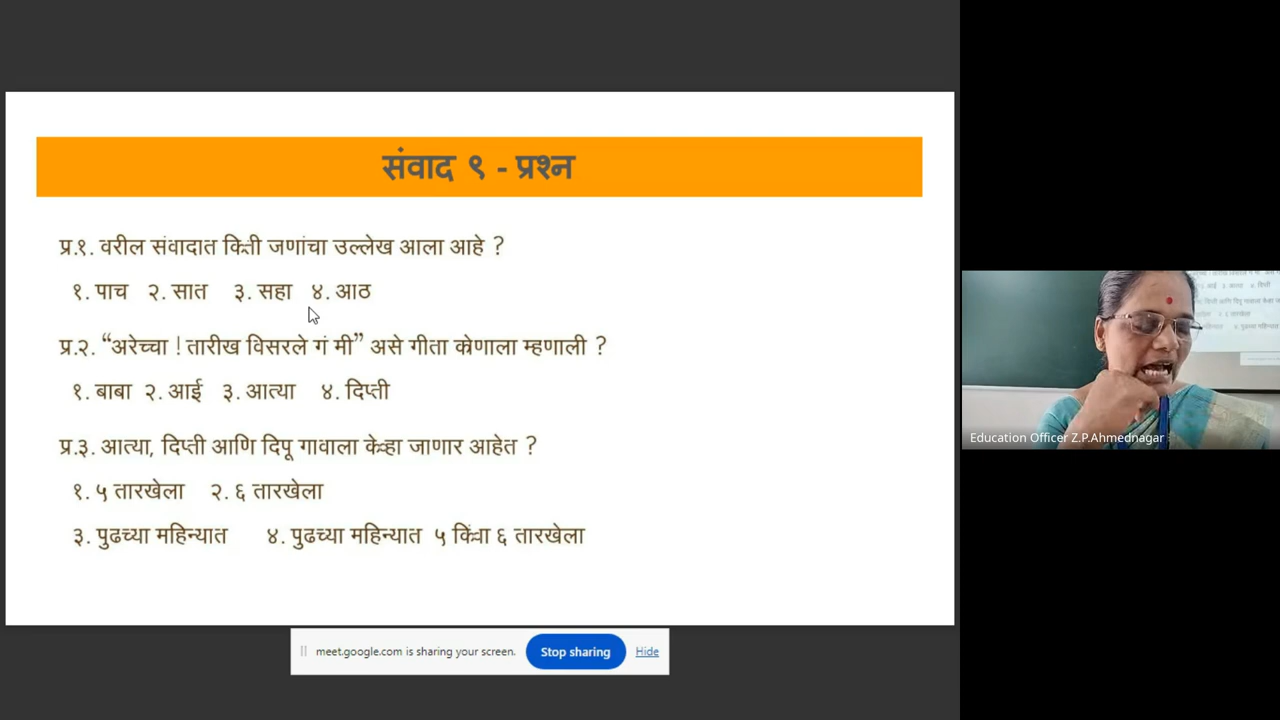 संवाद ९ - प्रश्न
प्र.१. वरील संवादात किती जणांचा उल्लेख आला आहे ?
१. पाच २. सात ३. सहा ४. आठ
प्र.२. “अरेच्चा ! तारीख विसरले गं मी” असे गीता कोणाला म्हणाली ?
१. बाबा २. आई ३. आत्या ४. दिप्ती
प्र.३. आत्या, दिप्ती आणि दिपू गावाला केव्हा जाणार आहेत ?
१. ५ तारखेला २. ६ तारखेला
३. पुढच्या महिन्यात ४. पुढच्या महिन्यात ५ किंवा ६ तारखेला
meet.google.com is sharing your screen. Stop sharing Hide
Education Officer Z.P.Ahmednagar